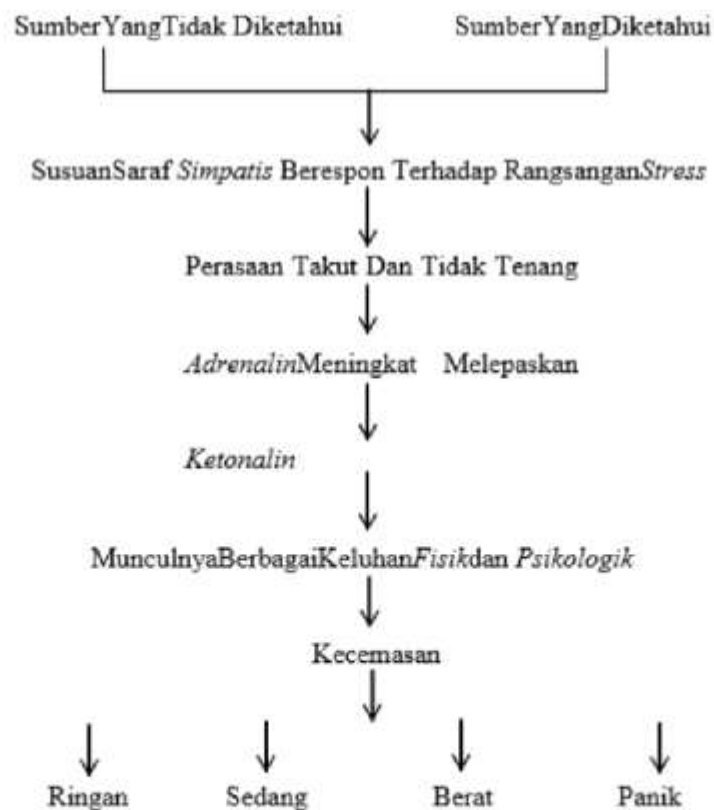 SumberYangTidak Diketahui SumberYangDiketahui
SusuanSaraf Simpatis Berespon Terhadap RangsanganStress
Perasaan Takut Dan Tidak Tenang
AdrenalinMeningkat Melepaskan
Ketonalin
MunculnyaBerbagaiKeluhanFisikdan Psikologik
Kecemasan
Ringan Sedang Berat Panik